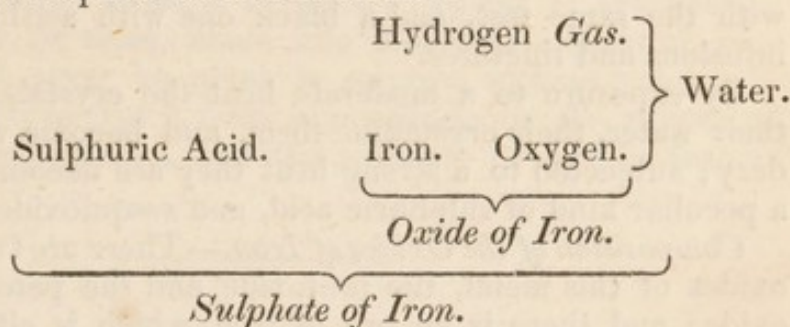 Hydrogen Gas.
Water.
Sulphuric Acid. Iron. Oxygen.
Oxide of Iron.
Sulphate of Iron.